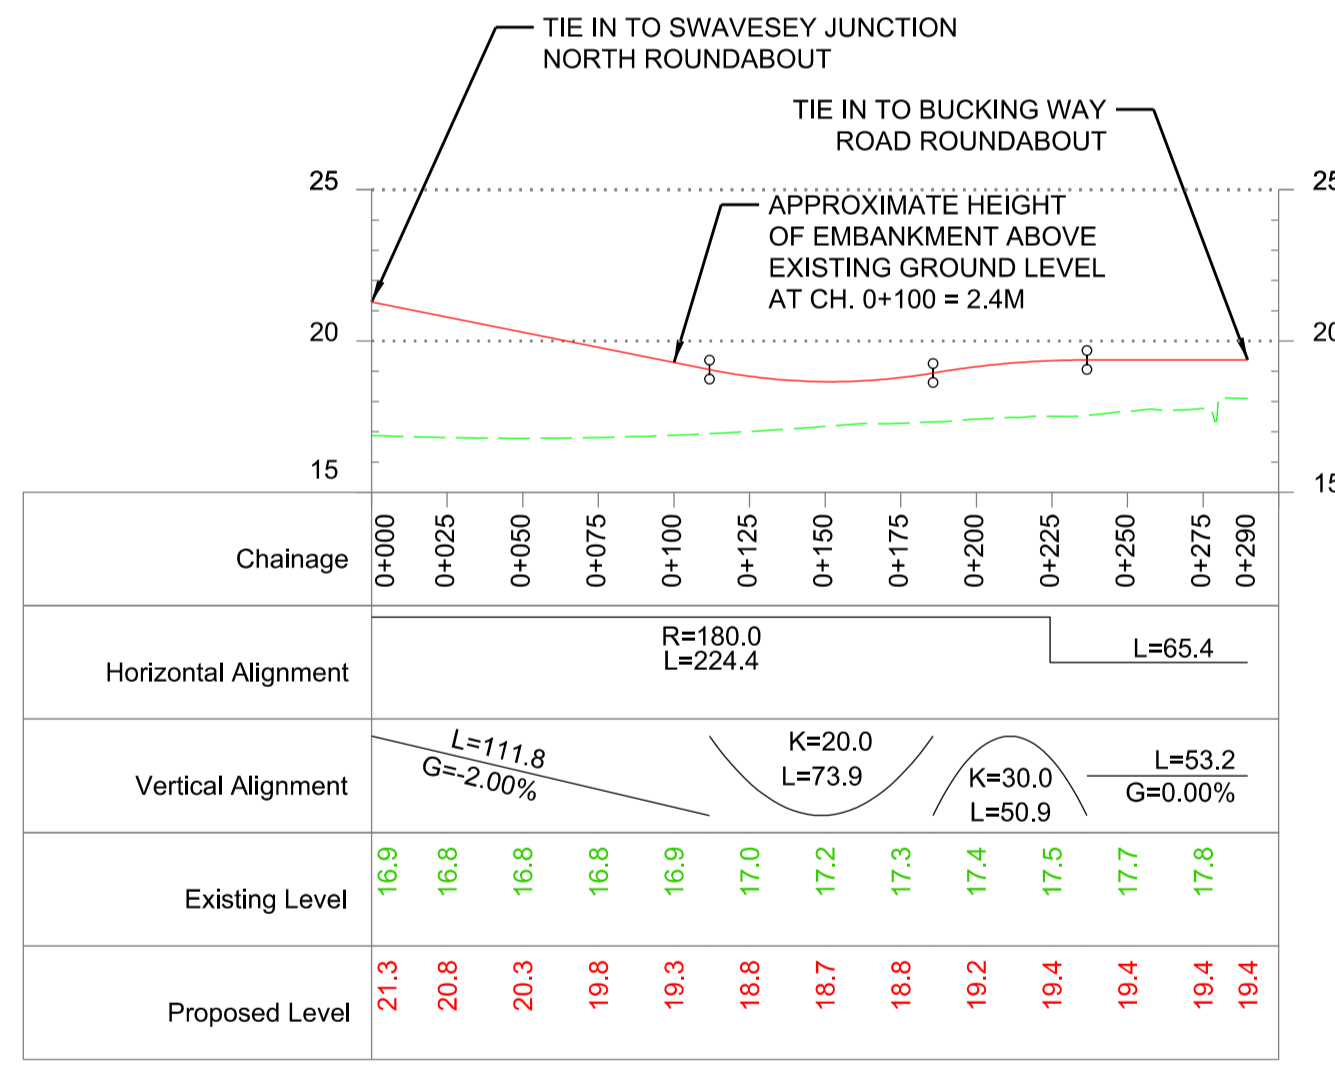 TIE IN TO SWAVESEY JUNCTION
NORTH ROUNDABOUT
TIE IN TO BUCKING WAY
ROAD ROUNDABOUT
APPROXIMATE HEIGHT
OF EMBANKMENT ABOVE
EXISTING GROUND LEVEL
AT CH. 0+100 = 2.4M
25 25
20 20
15 15
Chainage 0+000 0+025 0+050 0+075 0+100 0+125 0+150 0+175 0+200 0+225 0+250 0+275 0+290
Horizontal Alignment
R=180.0
L=224.4
L=65.4
Vertical Alignment
L=111.8
G=-2.00%
K=20.0
L=73.9
K=30.0
L=50.9
L=53.2
G=0.00%
Existing Level 16.9 16.8 16.8 16.8 16.9 17.0 17.2 17.3 17.4 17.5 17.7 17.8
Proposed Level 21.3 20.8 20.3 19.8 19.3 18.8 18.7 18.8 19.2 19.4 19.4 19.4 19.4